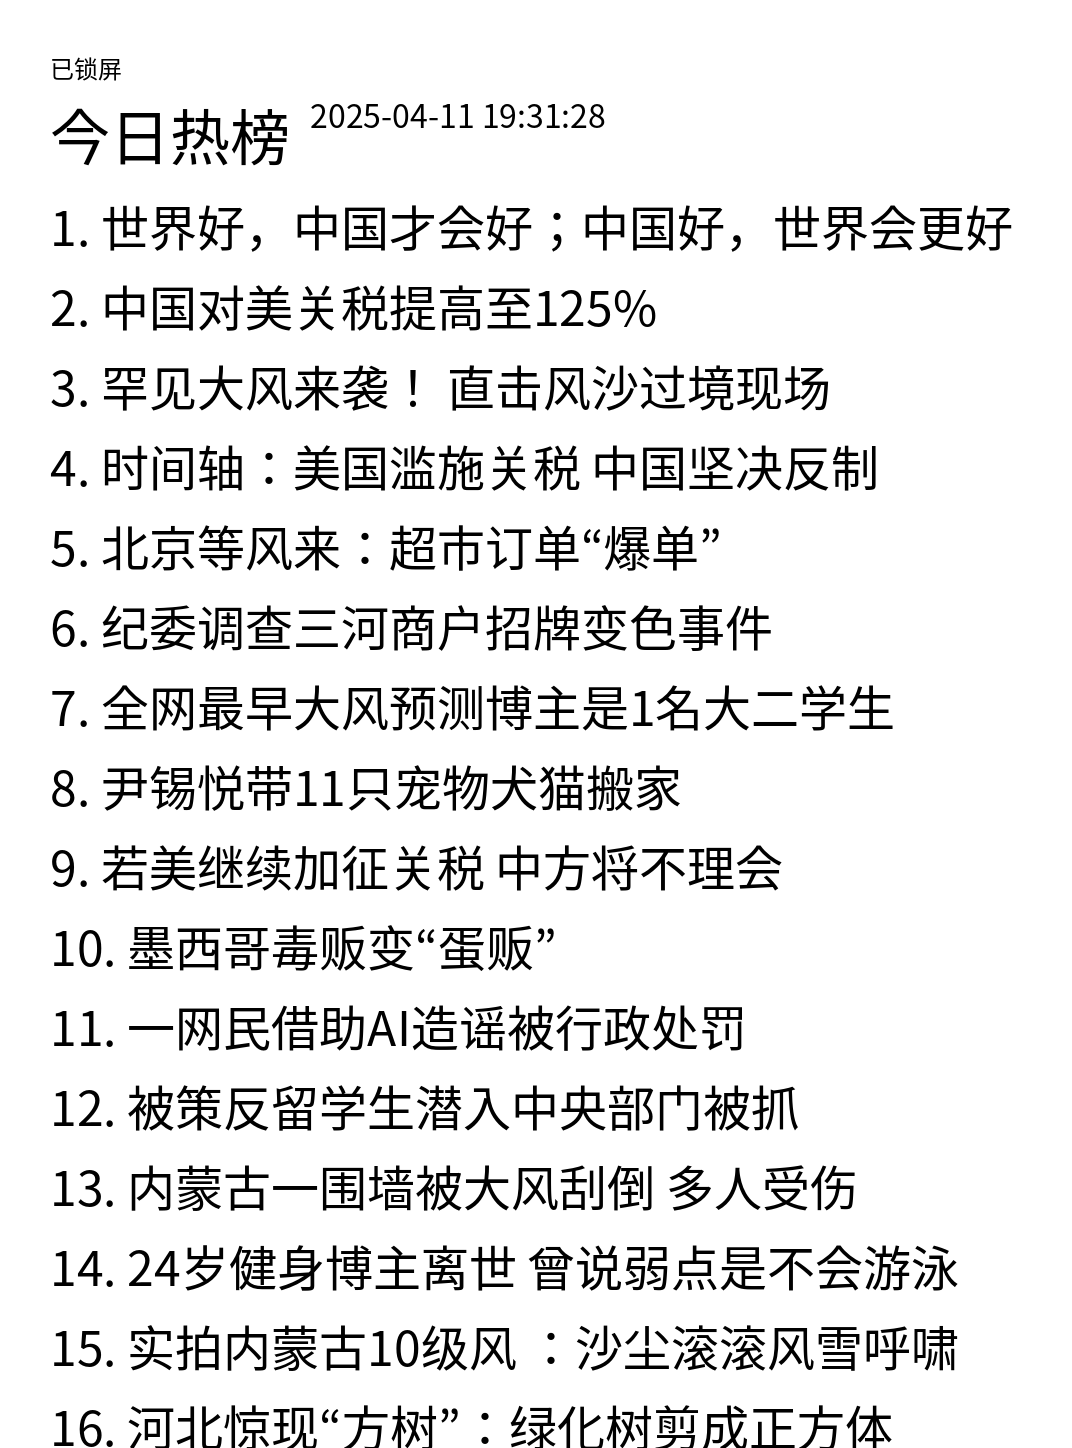 已锁屏
今日热榜 2025-04-11 19:31:28
1. 世界好，中国才会好；中国好，世界会更好
2. 中国对美关税提高至125%
3. 罕见大风来袭！ 直击风沙过境现场
4. 时间轴：美国滥施关税 中国坚决反制
5. 北京等风来：超市订单“爆单”
6. 纪委调查三河商户招牌变色事件
7. 全网最早大风预测博主是1名大二学生
8. 尹锡悦带11只宠物犬猫搬家
9. 若美继续加征关税 中方将不理会
10. 墨西哥毒贩变“蛋贩”
11. 一网民借助AI造谣被行政处罚
12. 被策反留学生潜入中央部门被抓
13. 内蒙古一围墙被大风刮倒 多人受伤
14. 24岁健身博主离世 曾说弱点是不会游泳
15. 实拍内蒙古10级风 ：沙尘滚滚风雪呼啸
16. 河北惊现“方树”：绿化树剪成正方体